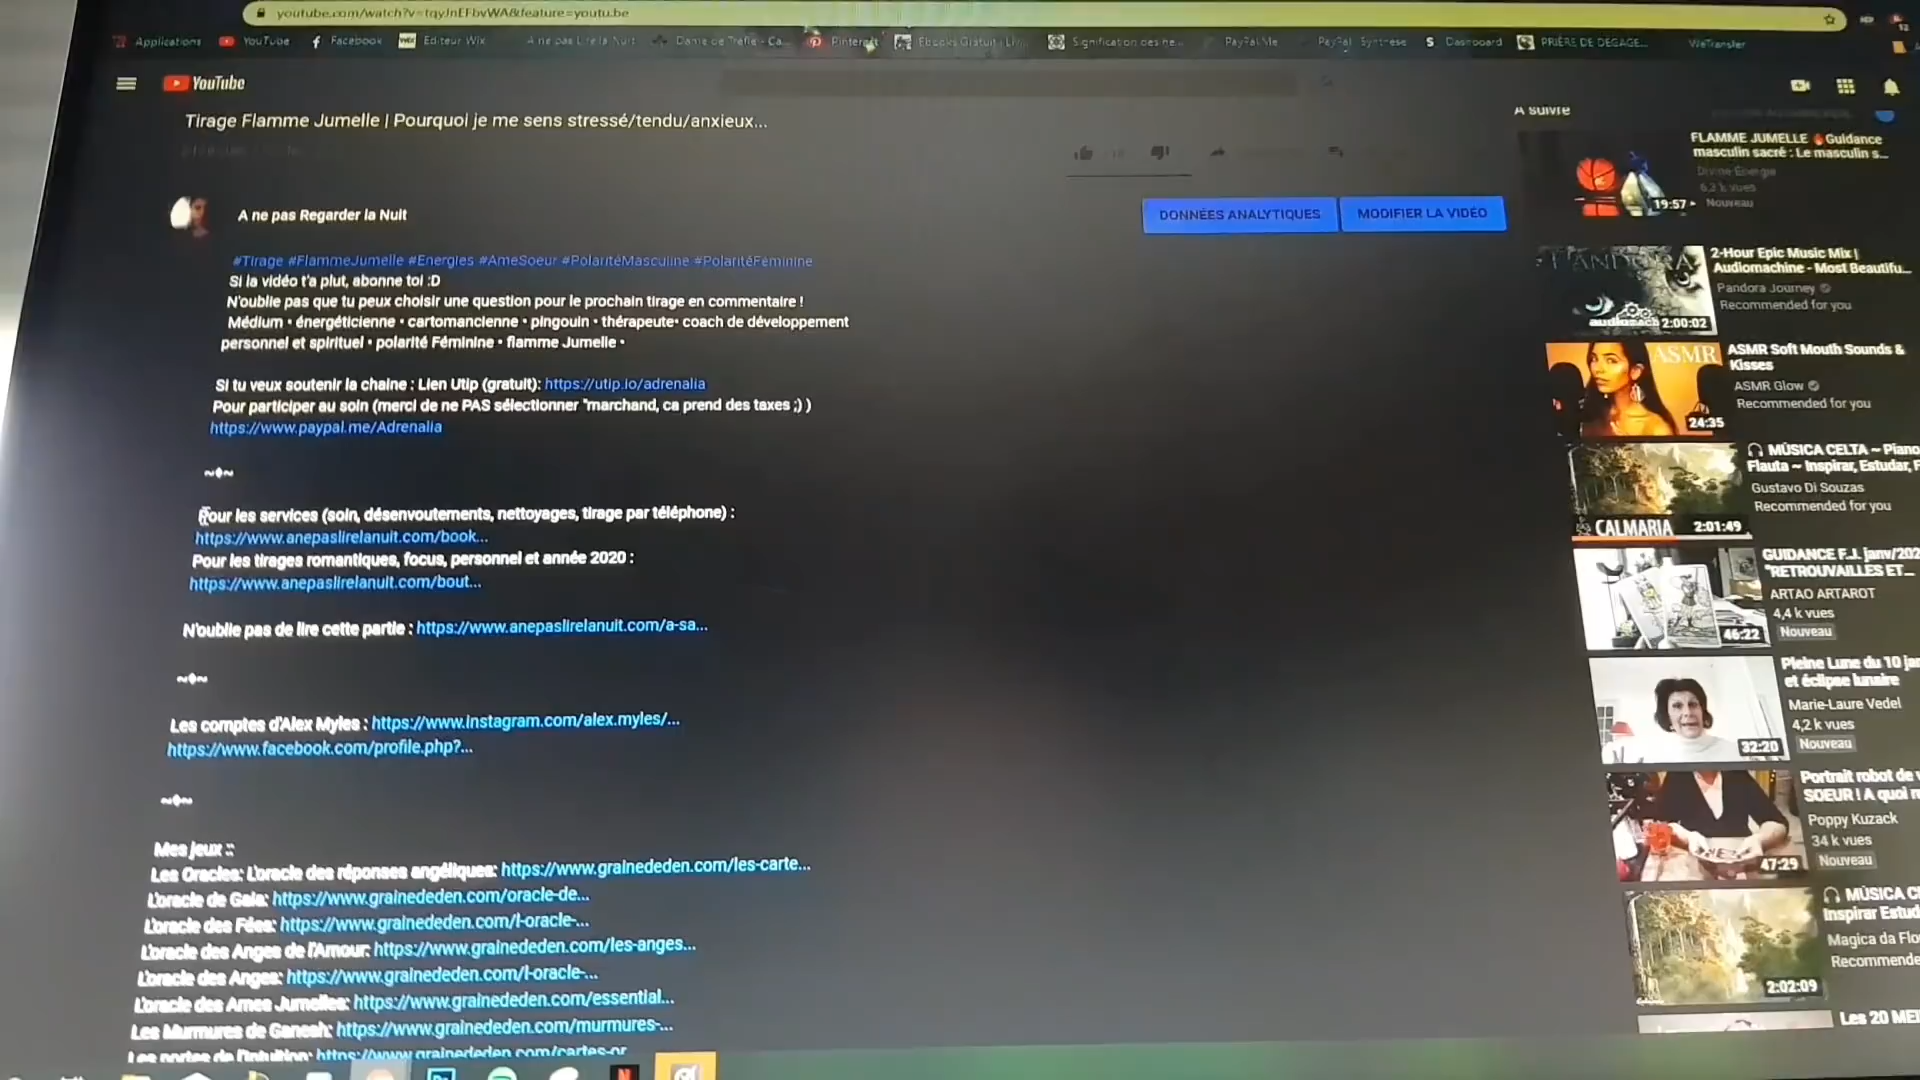 youtube.com/watch?v=tqyJnEFbvWA&feature=youtu.be
Applications YouTube Facebook Editeur Wix A ne pas Lire la Nuit Dame de Trèfle - Ca... Pinterest Ebooks Gratuit | Liv... Signification des he... PayPal.Me PayPal Synthèse Dashboard PRIÈRE DE DÉGAGE... WeTransfer
YouTube
Tirage Flamme Jumelle | Pourquoi je me sens stressé/tendu/anxieux...
A ne pas Regarder la Nuit
DONNÉES ANALYTIQUES MODIFIER LA VIDÉO
#Tirage #FlammeJumelle #Energies #AmeSoeur #PolaritéMasculine #PolaritéFéminine
Si la vidéo t'a plut, abonne toi :D
N'oublie pas que tu peux choisir une question pour le prochain tirage en commentaire !
Médium • énergéticienne • cartomancienne • pingouin • thérapeute• coach de développement
personnel et spirituel • polarité Féminine • flamme Jumelle •
Si tu veux soutenir la chaine : Lien Utip (gratuit): https://utip.io/adrenalia
Pour participer au soin (merci de ne PAS sélectionner "marchand, ca prend des taxes ;) )
https://www.paypal.me/Adrenalia
Pour les services (soin, désenvoutements, nettoyages, tirage par téléphone) :
https://www.anepaslirelanuit.com/book...
Pour les tirages romantiques, focus, personnel et année 2020 :
https://www.anepaslirelanuit.com/bout...
N'oublie pas de lire cette partie : https://www.anepaslirelanuit.com/a-sa...
Les comptes d'Alex Myles : https://www.instagram.com/alex.myles/...
https://www.facebook.com/profile.php?...
Mes jeux ::
Les Oracles: L'oracle des réponses angéliques: https://www.grainededen.com/les-carte...
L'oracle de Gaia: https://www.grainededen.com/oracle-de...
L'oracle des Fées: https://www.grainededen.com/l-oracle-...
L'oracle des Anges de l'Amour: https://www.grainededen.com/les-anges...
L'oracle des Anges: https://www.grainededen.com/l-oracle-...
L'oracle des Ames Jumelles: https://www.grainededen.com/essential...
Les Murmures de Ganesh: https://www.grainededen.com/murmures-...
Les portes de l'Intuition: https://www.grainededen.com/cartes-or
A suivre
FLAMME JUMELLE Guidance
masculin sacré : Le masculin s...
Divine Energie
6,3 k vues
Nouveau
19:57
2-Hour Epic Music Mix |
Audiomachine - Most Beautifu...
Pandora Journey
Recommended for you
PANDORA
audiomach 2:00:02
ASMR Soft Mouth Sounds &
Kisses
ASMR Glow
Recommended for you
ASMR
24:35
MÚSICA CELTA ~ Piano
Flauta ~ Inspirar, Estudar, F
Gustavo Di Souzas
Recommended for you
CALMARIA 2:01:49
GUIDANCE F.J. janv/202
"RETROUVAILLES ET...
ARTAO ARTAROT
4,4 k vues
Nouveau
46:22
Pleine Lune du 10 jan
et éclipse lunaire
Marie-Laure Vedel
4,2 k vues
Nouveau
32:20
Portrait robot de v
SOEUR ! A quoi r
Poppy Kuzack
34 k vues
Nouveau
47:29
MÚSICA C
Inspirar Estud
Magica da Flo
Recommende
2:02:09
Les 20 MEI